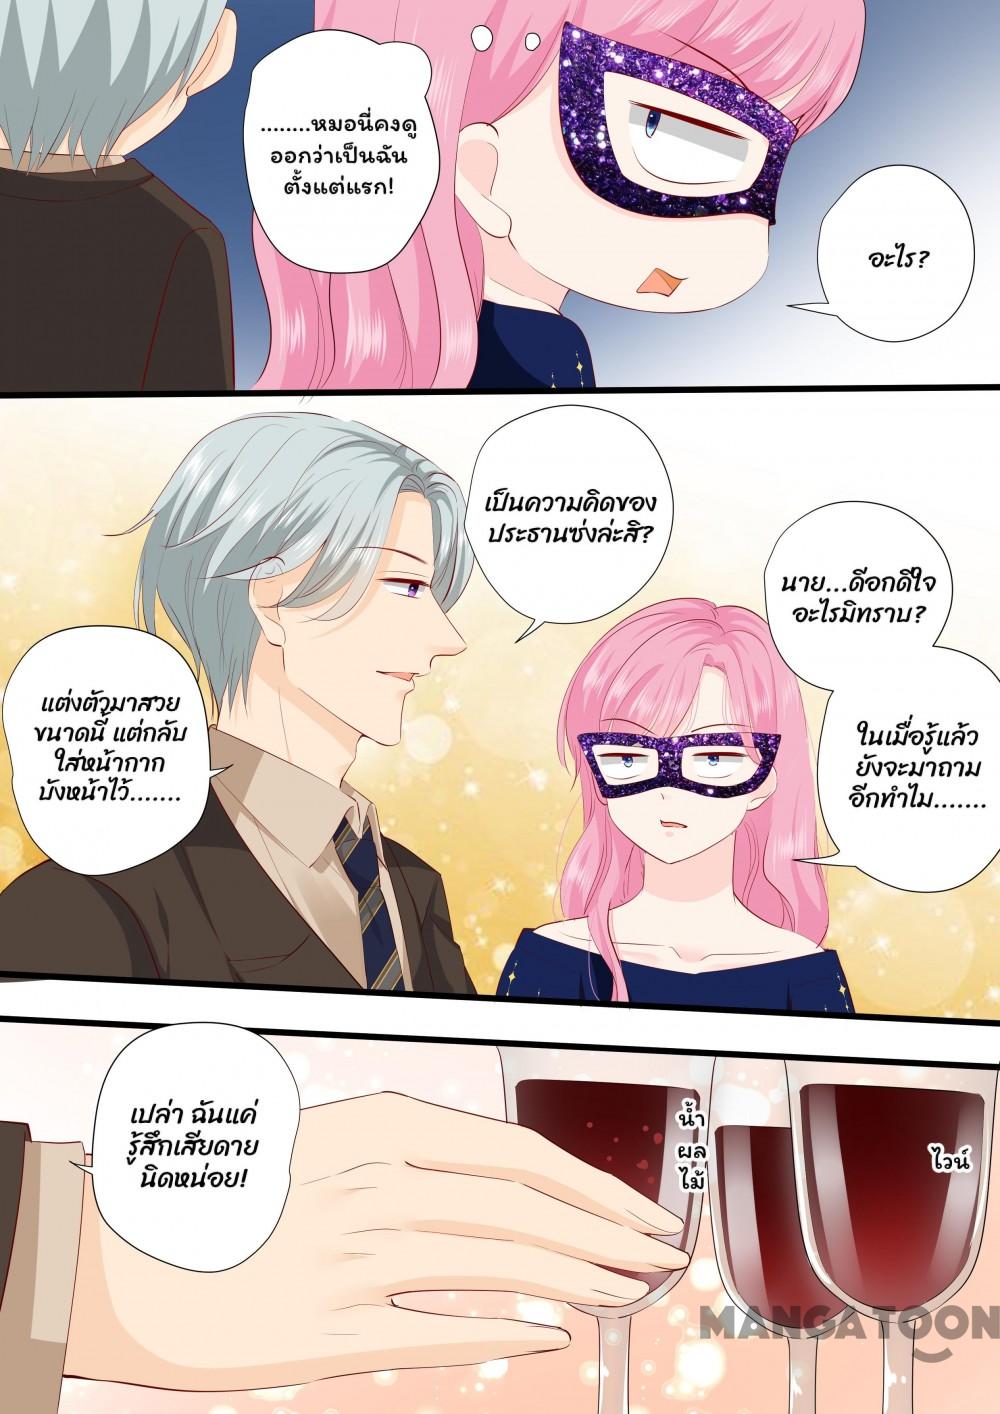 ........หมอนี่คงดู
ออกว่าเป็นฉัน
ตั้งแต่แรก!
อะไร?
เป็นความคิดของ
ประธานซ่งล่ะสิ?
นาย...ดีอกดีใจ
อะไรมิทราบ?
แต่งตัวมาสวย
ขนาดนี้ แต่กลับ
ใส่หน้ากาก
บังหน้าไว้.......
ในเมื่อรู้แล้ว
ยังจะมาถาม
อีกทำไม.......
เปล่า ฉันแค่
รู้สึกเสียดาย
นิดหน่อย!
น้ำ
ผล
ไม้
ไวน์
MANGATOON